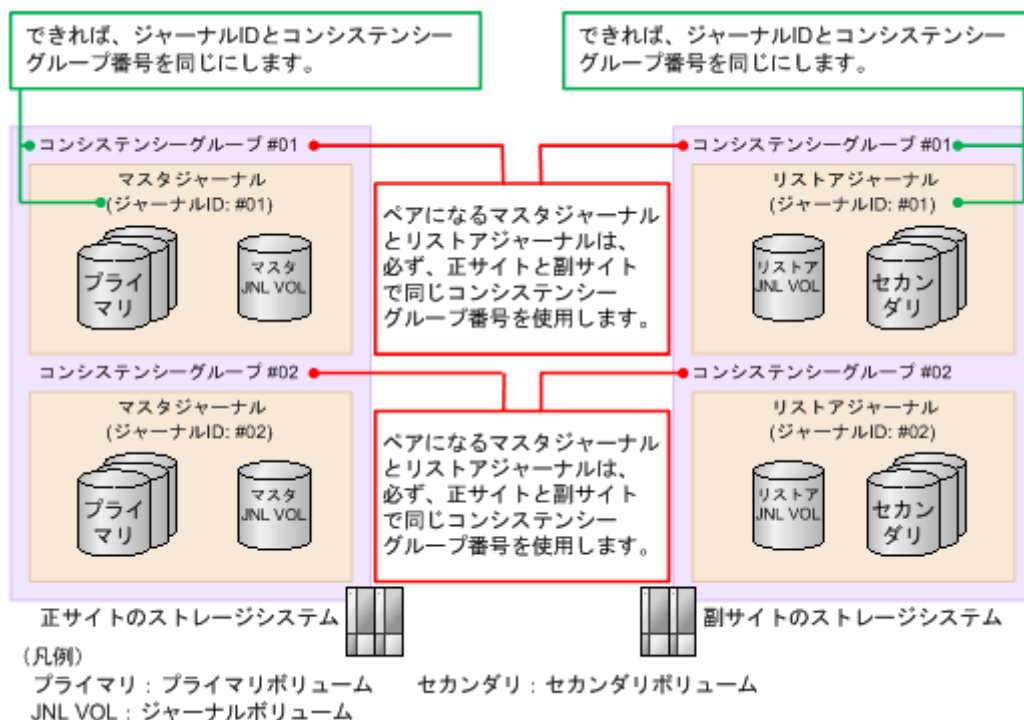 できれば、ジャーナルIDとコンシステンシー
グループ番号を同じにします。
できれば、ジャーナルIDとコンシステンシー
グループ番号を同じにします。
コンシステンシーグループ #01
マスタジャーナル
(ジャーナルID: #01)
プライ
マリ
マスタ
JNL VOL
ペアになるマスタジャーナル
とリストアジャーナルは、
必ず、正サイトと副サイト
で同じコンシステンシー
グループ番号を使用します。
コンシステンシーグループ #01
リストアジャーナル
(ジャーナルID: #01)
リストア
JNL VOL
セカン
ダリ
コンシステンシーグループ #02
マスタジャーナル
(ジャーナルID: #02)
プライ
マリ
マスタ
JNL VOL
ペアになるマスタジャーナル
とリストアジャーナルは、
必ず、正サイトと副サイト
で同じコンシステンシー
グループ番号を使用します。
コンシステンシーグループ #02
リストアジャーナル
(ジャーナルID: #02)
リストア
JNL VOL
セカン
ダリ
正サイトのストレージシステム
副サイトのストレージシステム
（凡例）
プライマリ：プライマリボリューム　　セカンダリ：セカンダリボリューム
JNL VOL：ジャーナルボリューム